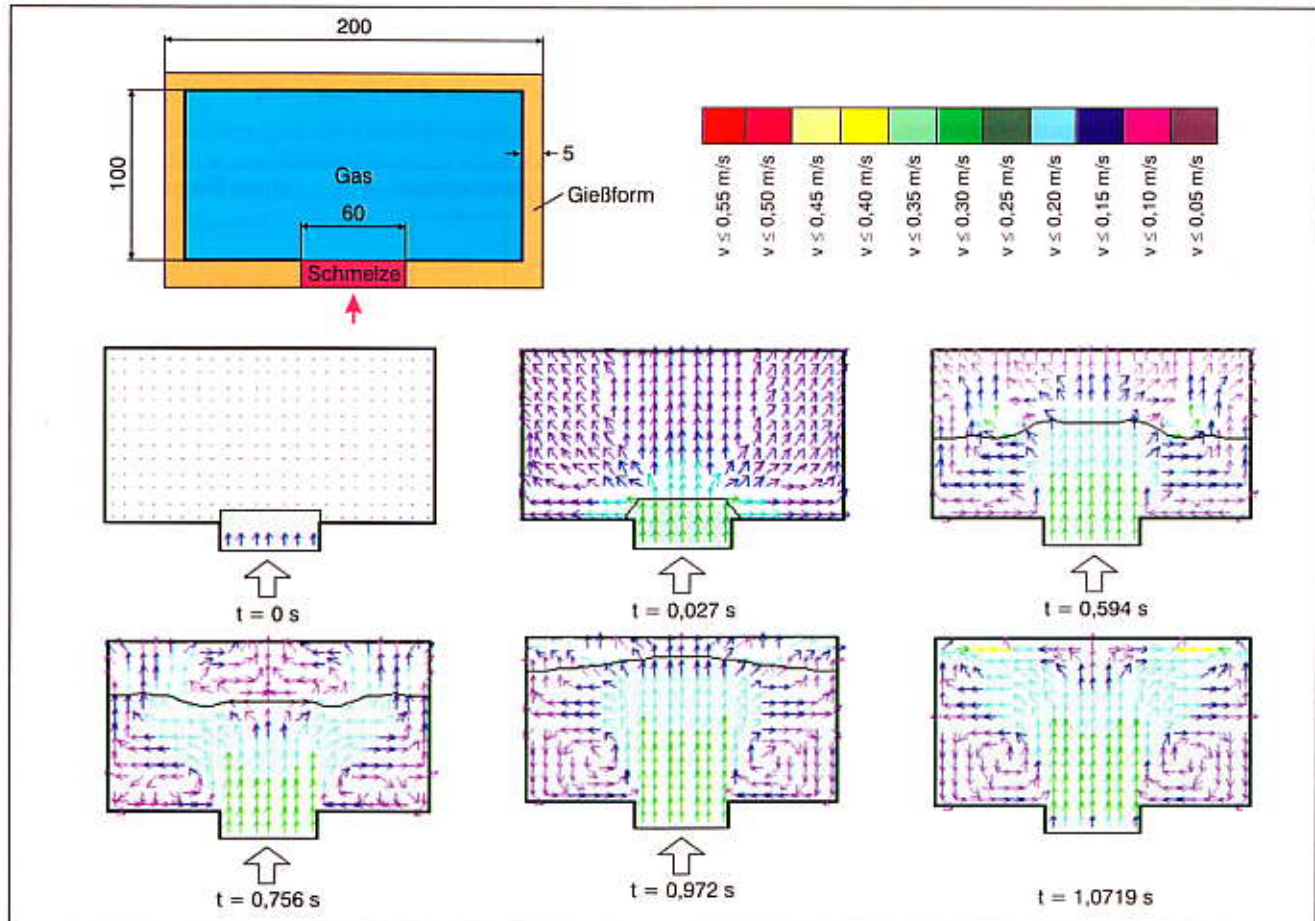 200
100
Gas
60
5
Gießform
Schmelze
v ≤ 0,55 m/s
v ≤ 0,50 m/s
v ≤ 0,45 m/s
v ≤ 0,40 m/s
v ≤ 0,35 m/s
v ≤ 0,30 m/s
v ≤ 0,25 m/s
v ≤ 0,20 m/s
v ≤ 0,15 m/s
v ≤ 0,10 m/s
v ≤ 0,05 m/s
t = 0 s
t = 0,027 s
t = 0,594 s
t = 0,756 s
t = 0,972 s
t = 1,0719 s